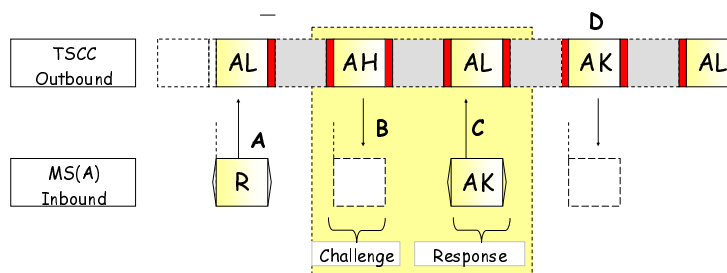 D
TSCC
Outbound
AL
AH
AL
AK
AL
A
B
C
MS(A)
Inbound
R
AK
Challenge
Response